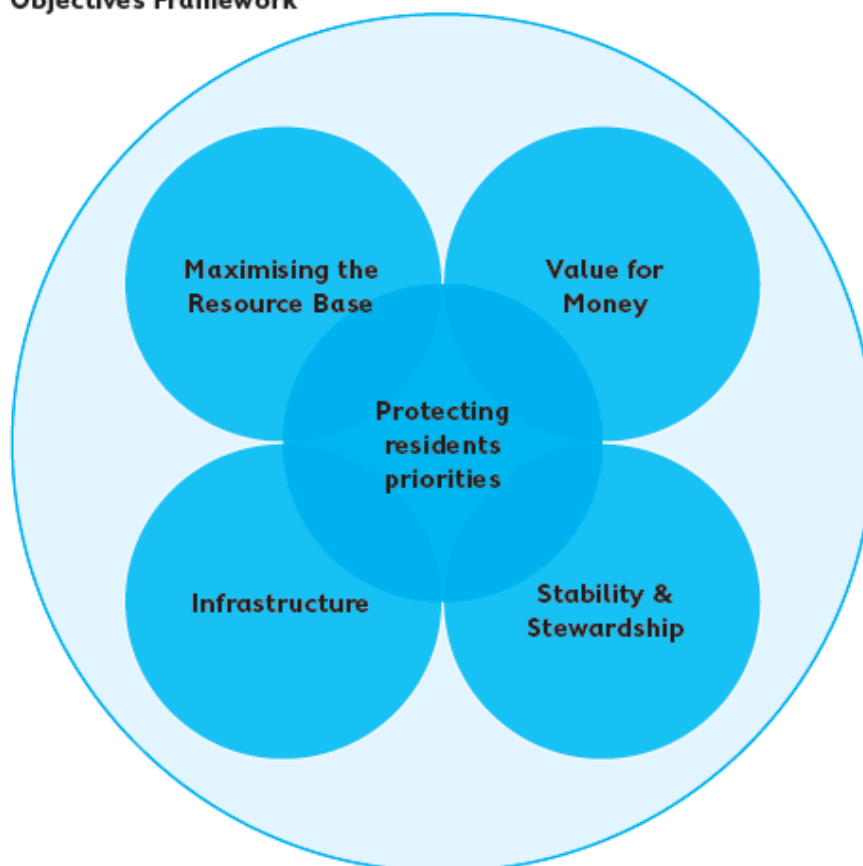 Objectives Framework
Maximising the
Resource Base
Value for
Money
Protecting
residents
priorities
Infrastructure
Stability &
Stewardship